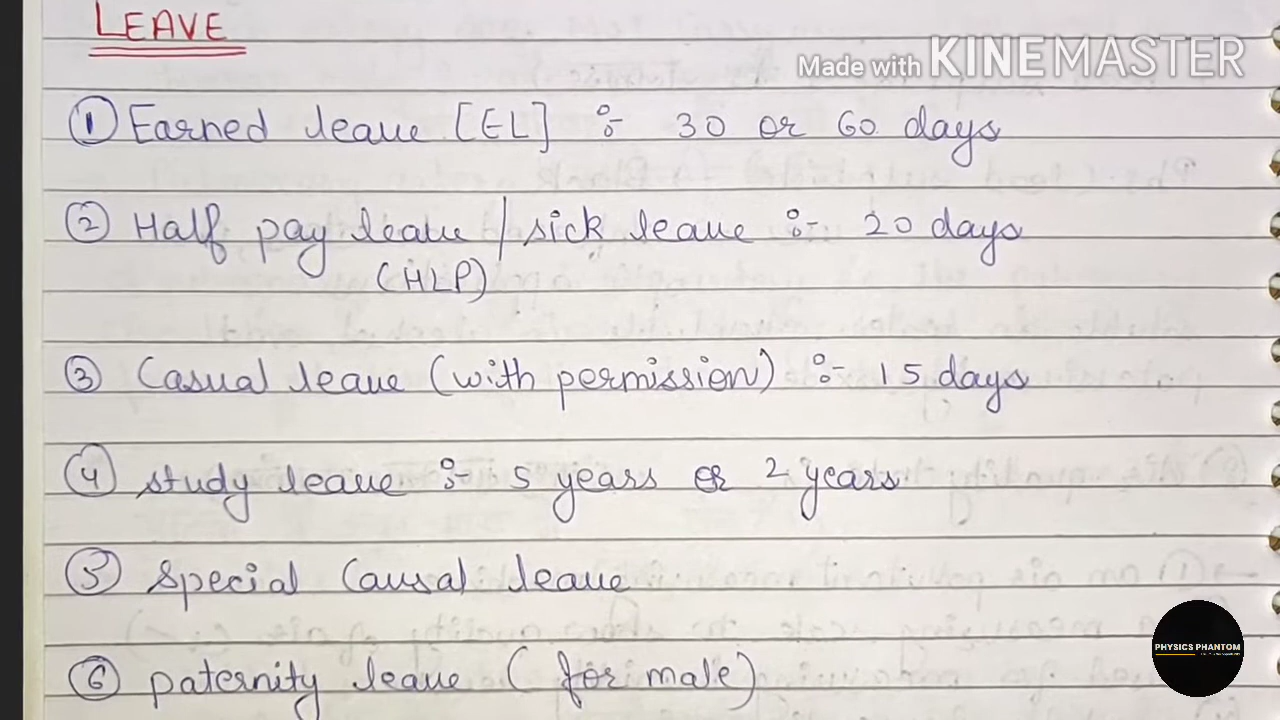 LEAVE
Made with KINEMASTER
① Earned leave [EL] :- 30 or 60 days
② Half pay leave / sick leave :- 20 days
(HLP)
③ Casual leave (with permission) :- 15 days
④ study leave :- 5 years or 2 years
⑤ special Causal leave
⑥ paternity leave ( for male)
PHYSICS PHANTOM